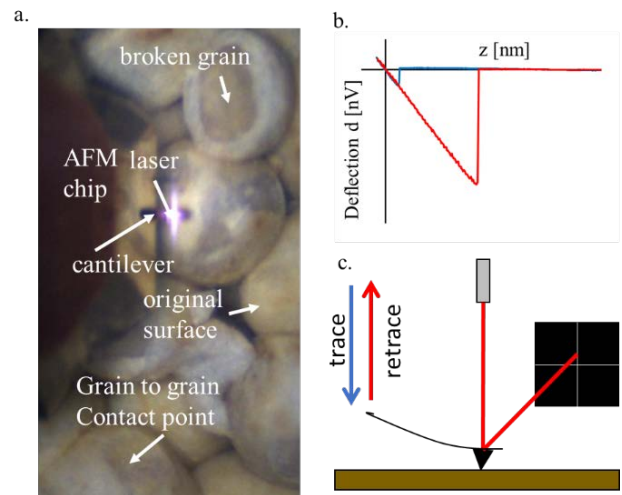 a.
broken grain
AFM laser
chip
cantilever
original
surface
Grain to grain
Contact point
b.
z [nm]
Deflection d [nV]
c.
trace
retrace